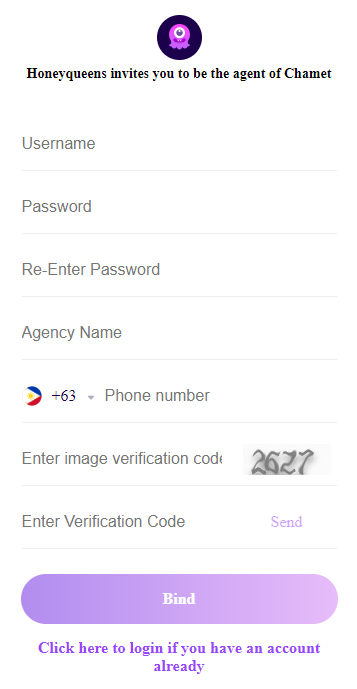 Honeyqueens invites you to be the agent of Chamet
Username
Password
Re-Enter Password
Agency Name
+63 Phone number
Enter image verification code 2627
Enter Verification Code Send
Bind
Click here to login if you have an account
already